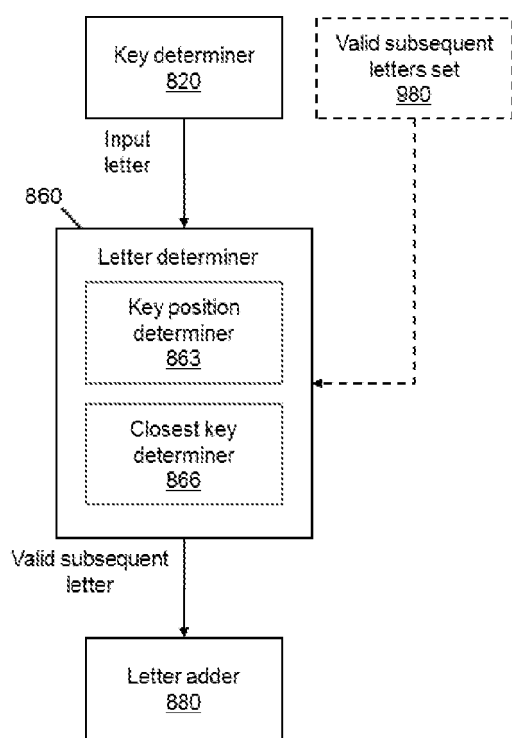 Key determiner
820
Valid subsequent
letters set
980
Input
letter
860
Letter determiner
Key position
determiner
863
Closest key
determiner
866
Valid subsequent
letter
Letter adder
880